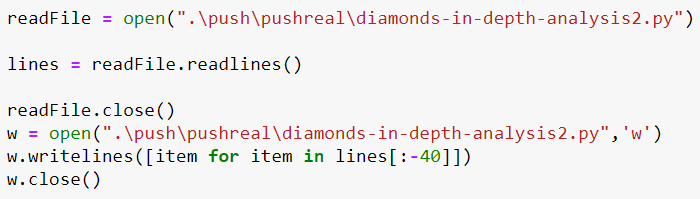 readFile = open(".\push\pushreal\diamonds-in-depth-analysis2.py")
lines = readFile.readlines()
readFile.close()
w = open(".\push\pushreal\diamonds-in-depth-analysis2.py",'w')
w.writelines([item for item in lines[:-40]])
w.close()